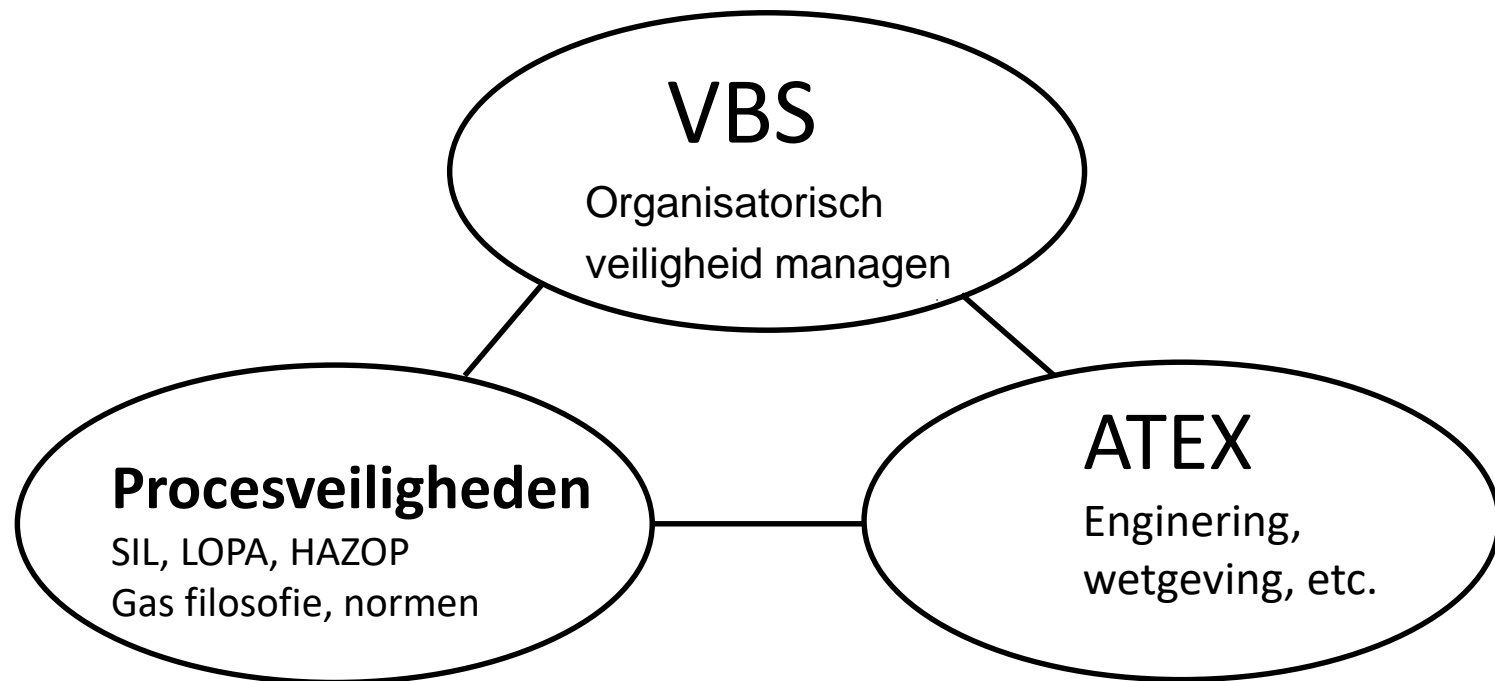 VBS
Organisatorisch
veiligheid managen
Procesveiligheden
SIL, LOPA, HAZOP
Gas filosofie, normen
ATEX
Enginering,
wetgeving, etc.